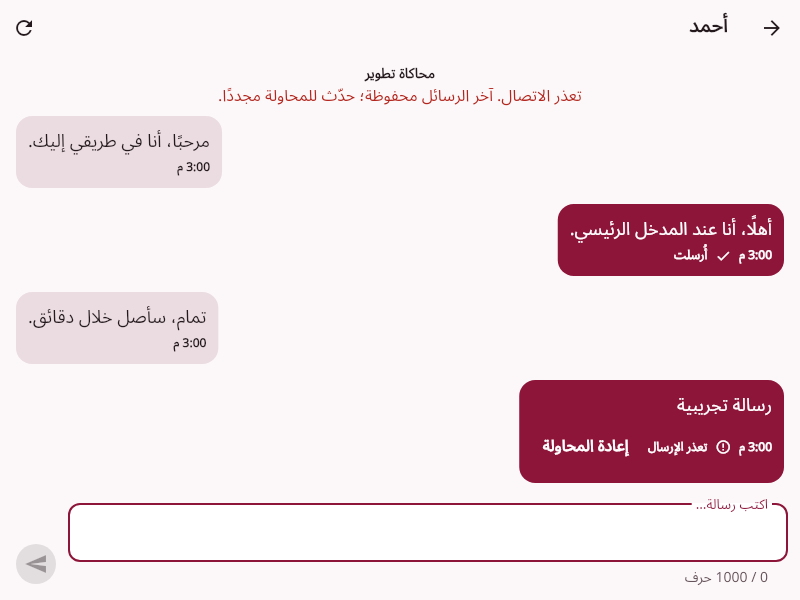 أحمد
محاكاة تطوير
تعذر الاتصال. آخر الرسائل محفوظة؛ حدّث للمحاولة مجددًا.
مرحبًا، أنا في طريقي إليك.
3:00 م
أهلًا، أنا عند المدخل الرئيسي.
3:00 م أرسلت
تمام، سأصل خلال دقائق.
3:00 م
رسالة تجريبية
3:00 م تعذر الإرسال إعادة المحاولة
اكتب رسالة...
0 / 1000 حرف